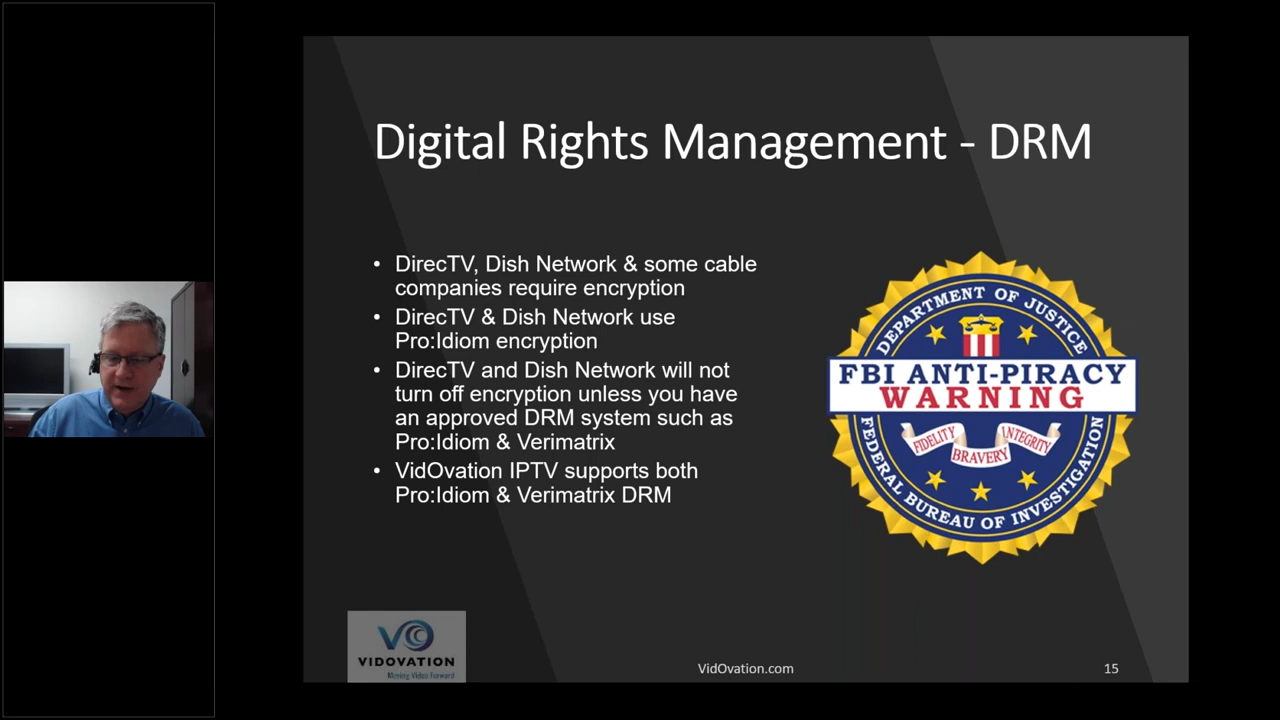 Digital Rights Management - DRM
• DirecTV, Dish Network & some cable
companies require encryption
• DirecTV & Dish Network use
Pro:Idiom encryption
• DirecTV and Dish Network will not
turn off encryption unless you have
an approved DRM system such as
Pro:Idiom & Verimatrix
• VidOvation IPTV supports both
Pro:Idiom & Verimatrix DRM
DEPARTMENT OF JUSTICE
FBI ANTI-PIRACY
WARNING
FIDELITY
BRAVERY
INTEGRITY
FEDERAL BUREAU OF INVESTIGATION
VO
VIDOVATION
Moving Video Forward
VidOvation.com
15